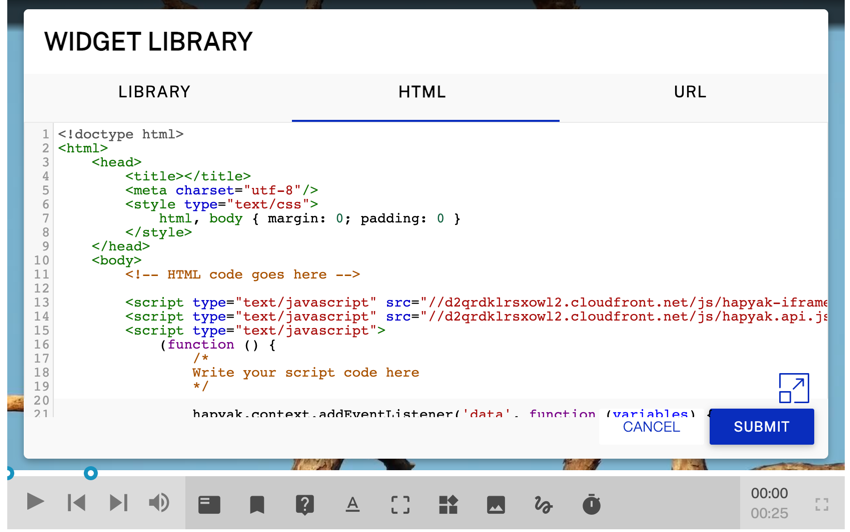 WIDGET LIBRARY
LIBRARY HTML URL
1 <!doctype html>
2 <html>
3     <head>
4         <title></title>
5         <meta charset="utf-8"/>
6         <style type="text/css">
7             html, body { margin: 0; padding: 0 }
8         </style>
9     </head>
10     <body>
11         <!-- HTML code goes here -->
12
13         <script type="text/javascript" src="//d2qrdklrsxowl2.cloudfront.net/js/hapyak-iframe
14         <script type="text/javascript" src="//d2qrdklrsxowl2.cloudfront.net/js/hapyak.api.js
15         <script type="text/javascript">
16             (function () {
17                 /*
18                 Write your script code here
19                 */
20
21                 hapyak.context.addEventListener('data', function (variables) {
CANCEL SUBMIT
00:00
00:25